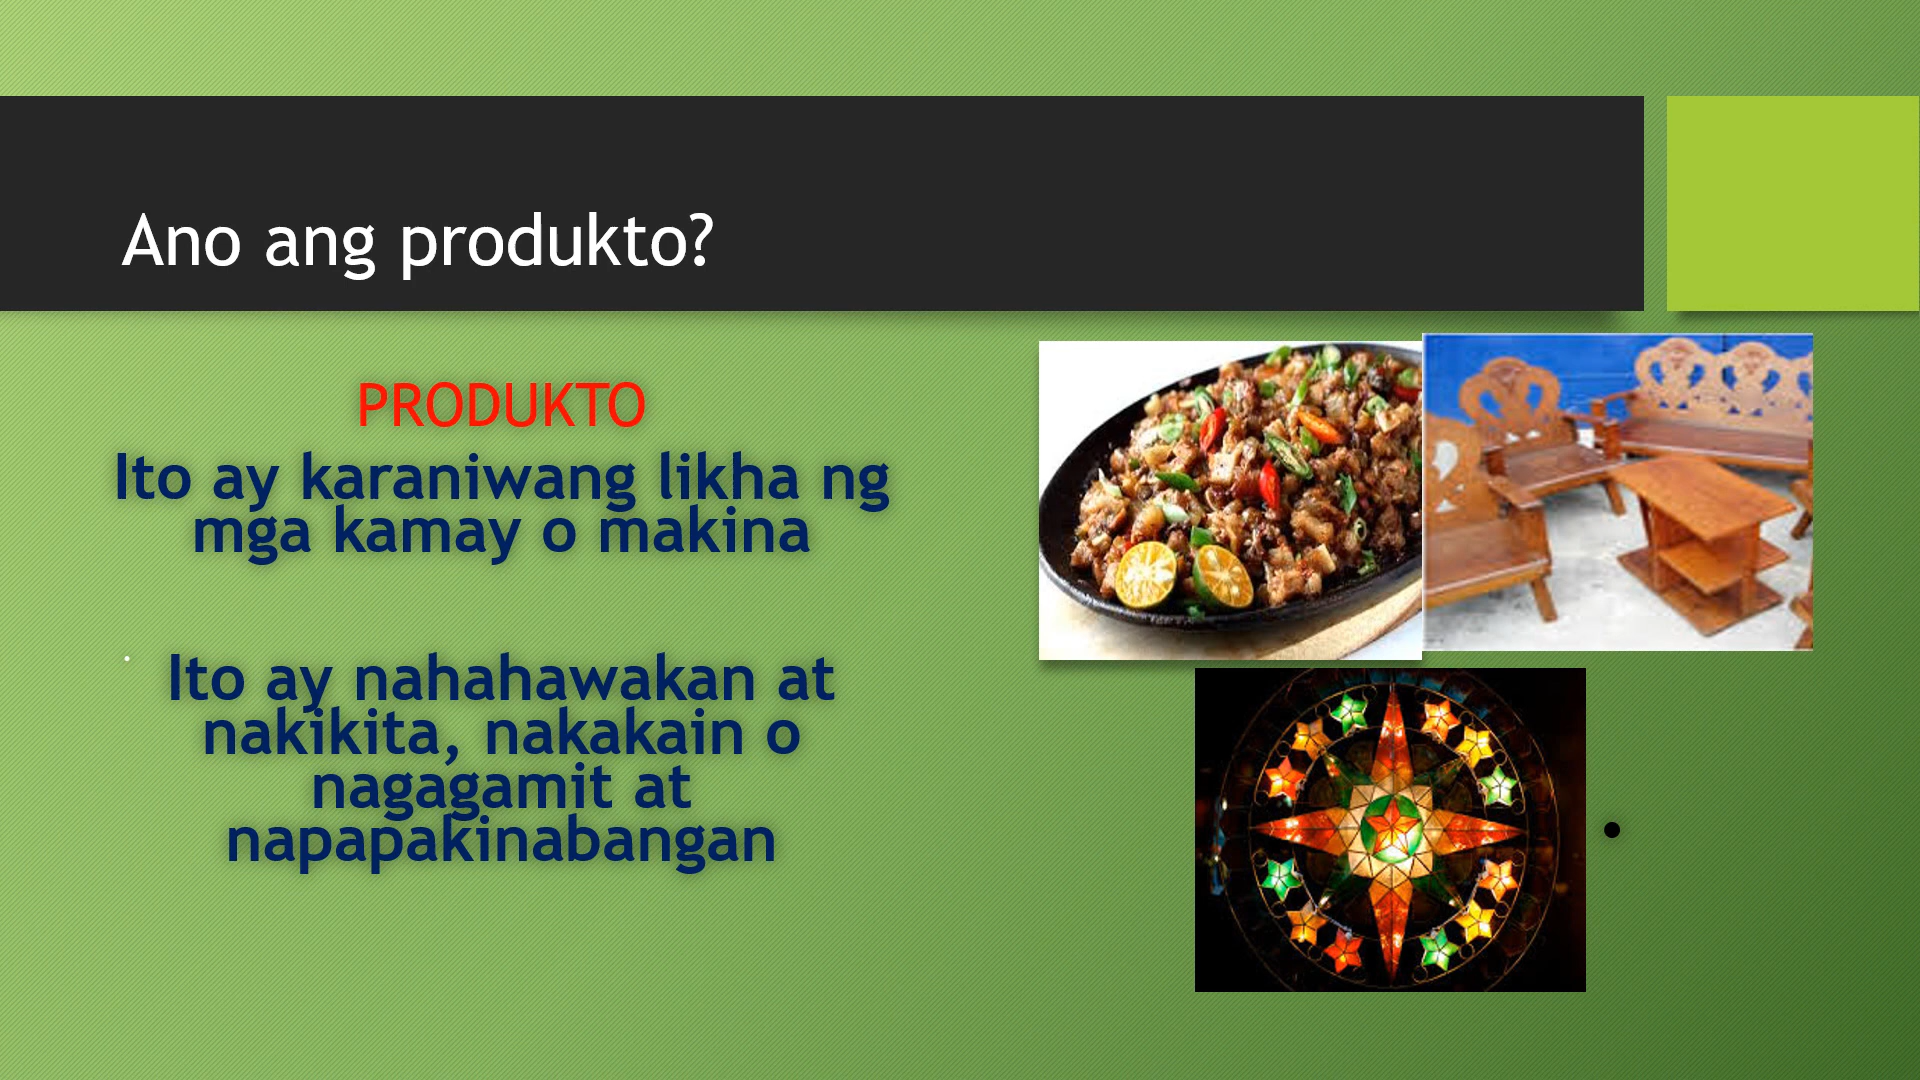 Ano ang produkto?
PRODUKTO
Ito ay karaniwang likha ng
mga kamay o makina
Ito ay nahahawakan at
nakikita, nakakain o
nagagamit at
napapakinabangan